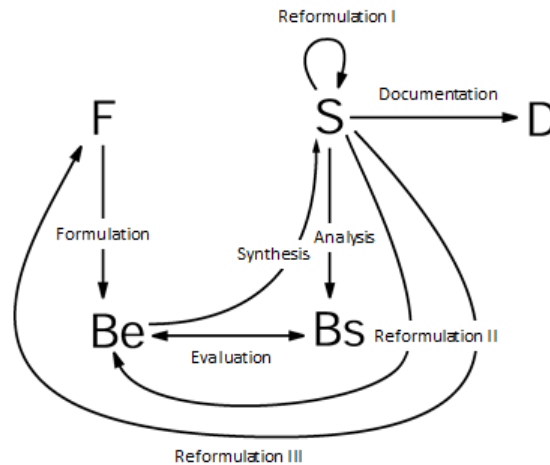 Reformulation I
Documentation
F
S
D
Formulation
Synthesis
Analysis
Be
Bs
Reformulation II
Evaluation
Reformulation III